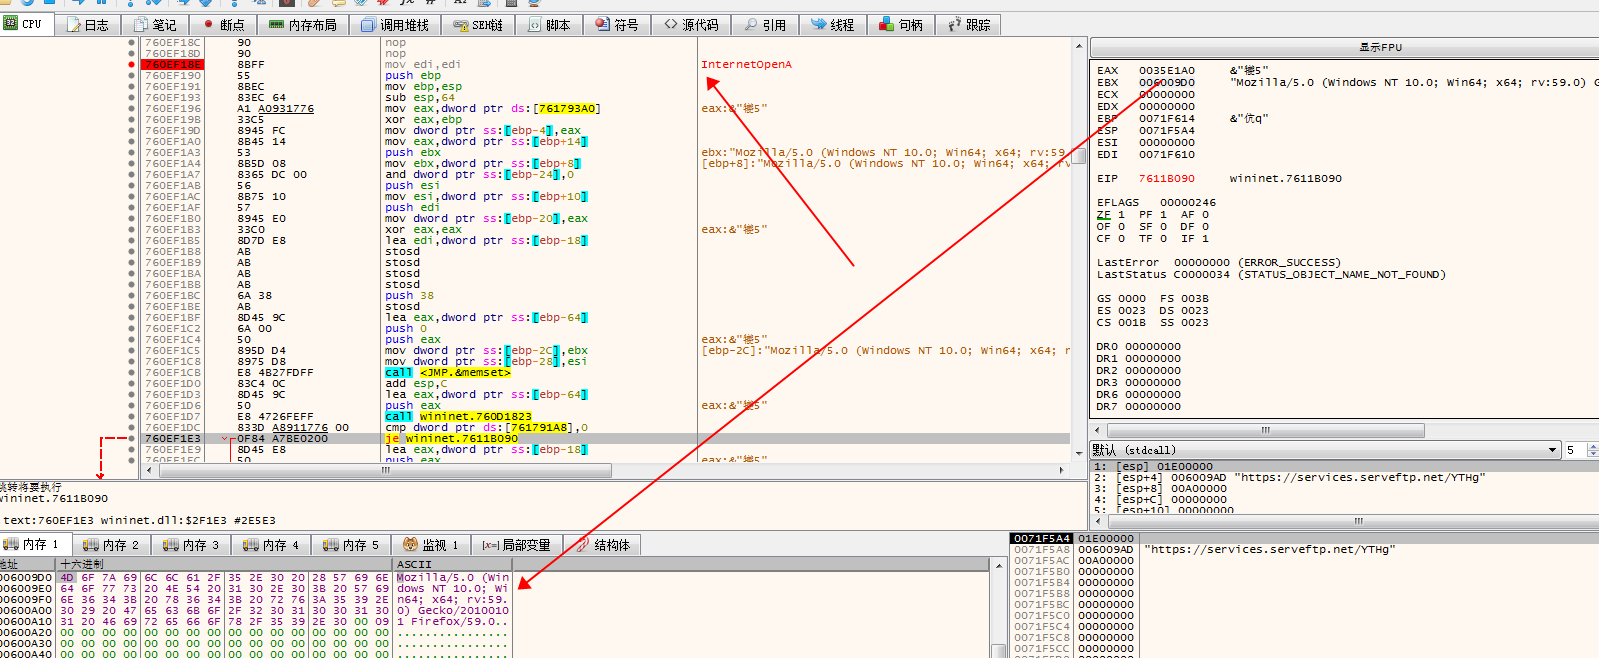 CPU 日志 笔记 断点 内存布局 调用堆栈 SEH链 脚本 符号 源代码 引用 线程 句柄 跟踪
760EF18C 90 nop
760EF18D 90 nop
760EF18E 8BFF mov edi,edi InternetOpenA
760EF190 55 push ebp
760EF191 8BEC mov ebp,esp
760EF193 83EC 64 sub esp,64
760EF196 A1 A0931776 mov eax,dword ptr ds:[761793A0]
760EF19B 33C5 xor eax,ebp
760EF19D 8945 FC mov dword ptr ss:[ebp-4],eax
760EF1A0 8B45 14 mov eax,dword ptr ss:[ebp+14]
760EF1A3 53 push ebx ebx:"Mozilla/5.0 (Windows NT 10.0; Win64; x64; rv:59.0
760EF1A4 8B5D 08 mov ebx,dword ptr ss:[ebp+8] [ebp+8]:"Mozilla/5.0 (Windows NT 10.0; Win64; x64; rv
760EF1A7 8365 DC 00 and dword ptr ss:[ebp-24],0
760EF1AB 56 push esi
760EF1AC 8B75 10 mov esi,dword ptr ss:[ebp+10]
760EF1AF 57 push edi
760EF1B0 8945 E0 mov dword ptr ss:[ebp-20],eax
760EF1B3 33C0 xor eax,eax
760EF1B5 8D7D E8 lea edi,dword ptr ss:[ebp-18]
760EF1B8 AB stosd
760EF1B9 AB stosd
760EF1BA AB stosd
760EF1BB AB stosd
760EF1BC 6A 38 push 38
760EF1BE AB stosd
760EF1BF 8D45 9C lea eax,dword ptr ss:[ebp-64]
760EF1C2 6A 00 push 0
760EF1C4 50 push eax
760EF1C5 895D D4 mov dword ptr ss:[ebp-2C],ebx [ebp-2C]:"Mozilla/5.0 (Windows NT 10.0; Win64; x64; r
760EF1C8 8975 D8 mov dword ptr ss:[ebp-28],esi
760EF1CB E8 4B27FDFF call <JMP.&memset>
760EF1D0 83C4 0C add esp,C
760EF1D3 8D45 9C lea eax,dword ptr ss:[ebp-64]
760EF1D6 50 push eax
760EF1D7 E8 4726FEFF call wininet.760D1823
760EF1DC 833D A8911776 00 cmp dword ptr ds:[761791A8],0
760EF1E3 0F84 A7BE0200 je wininet.7611B090
760EF1E9 8D45 E8 lea eax,dword ptr ss:[ebp-18]
760EF1EC 50 push eax
跳转将要执行
wininet.7611B090
.text:760EF1E3 wininet.dll:$2F1E3 #2E5E3
显示FPU
EAX 0035E1A0
EBX 006009D0 "Mozilla/5.0 (Windows NT 10.0; Win64; x64; rv:59.0) G
ECX 00000000
EDX 00000000
EBP 0071F614
ESP 0071F5A4
ESI 00000000
EDI 0071F610
EIP 7611B090 wininet.7611B090
EFLAGS 00000246
ZF 1 PF 1 AF 0
OF 0 SF 0 DF 0
CF 0 TF 0 IF 1
LastError 00000000 (ERROR_SUCCESS)
LastStatus C0000034 (STATUS_OBJECT_NAME_NOT_FOUND)
GS 0000 FS 003B
ES 0023 DS 0023
CS 001B SS 0023
DR0 00000000
DR1 00000000
DR2 00000000
DR3 00000000
DR6 00000000
DR7 00000000
默认 (stdcall) 5
1: [esp] 01E00000
2: [esp+4] 006009AD "https://services.serveftp.net/YTHg"
3: [esp+8] 00A00000
4: [esp+C] 00000000
5: [esp+10] 00000000
内存 1 内存 2 内存 3 内存 4 内存 5 监视 1 [x=] 局部变量 结构体
地址 十六进制 ASCII
006009D0 4D 6F 7A 69 6C 6C 61 2F 35 2E 30 20 28 57 69 6E Mozilla/5.0 (Win
006009E0 64 6F 77 73 20 4E 54 20 31 30 2E 30 3B 20 57 69 dows NT 10.0; Wi
006009F0 6E 36 34 3B 20 78 36 34 3B 20 72 76 3A 35 39 2E n64; x64; rv:59.
00600A00 30 29 20 47 65 63 6B 6F 2F 32 30 31 30 30 31 30 0) Gecko/2010010
00600A10 31 20 46 69 72 65 66 6F 78 2F 35 39 2E 30 00 09 1 Firefox/59.0..
00600A20 00 00 00 00 00 00 00 00 00 00 00 00 00 00 00 00 ................
00600A30 00 00 00 00 00 00 00 00 00 00 00 00 00 00 00 00 ................
00600A40 00 00 00 00 00 00 00 00 00 00 00 00 00 00 00 00 ................
0071F5A4 01E00000
0071F5A8 006009AD "https://services.serveftp.net/YTHg"
0071F5AC 00A00000
0071F5B0 00000000
0071F5B4 00000000
0071F5B8 00000000
0071F5BC 00000000
0071F5C0 00000000
0071F5C4 00000000
0071F5C8 00000000
0071F5CC 00000000